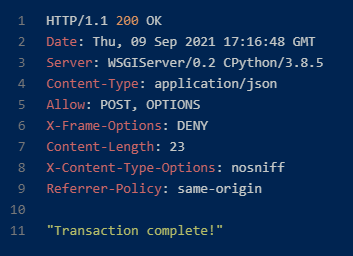 1 HTTP/1.1 200 OK
2 Date: Thu, 09 Sep 2021 17:16:48 GMT
3 Server: WSGIServer/0.2 CPython/3.8.5
4 Content-Type: application/json
5 Allow: POST, OPTIONS
6 X-Frame-Options: DENY
7 Content-Length: 23
8 X-Content-Type-Options: nosniff
9 Referrer-Policy: same-origin
10
11 "Transaction complete!"